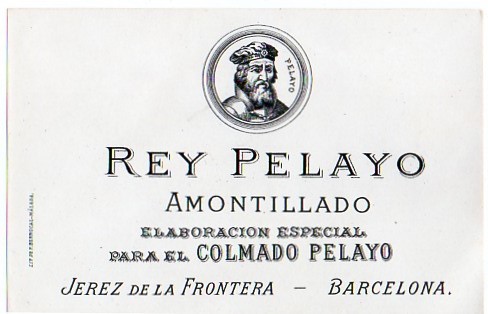 PELAYO
REY PELAYO
AMONTILLADO
ELABORACION ESPECIAL
PARA EL COLMADO PELAYO
JEREZ DE LA FRONTERA – BARCELONA.